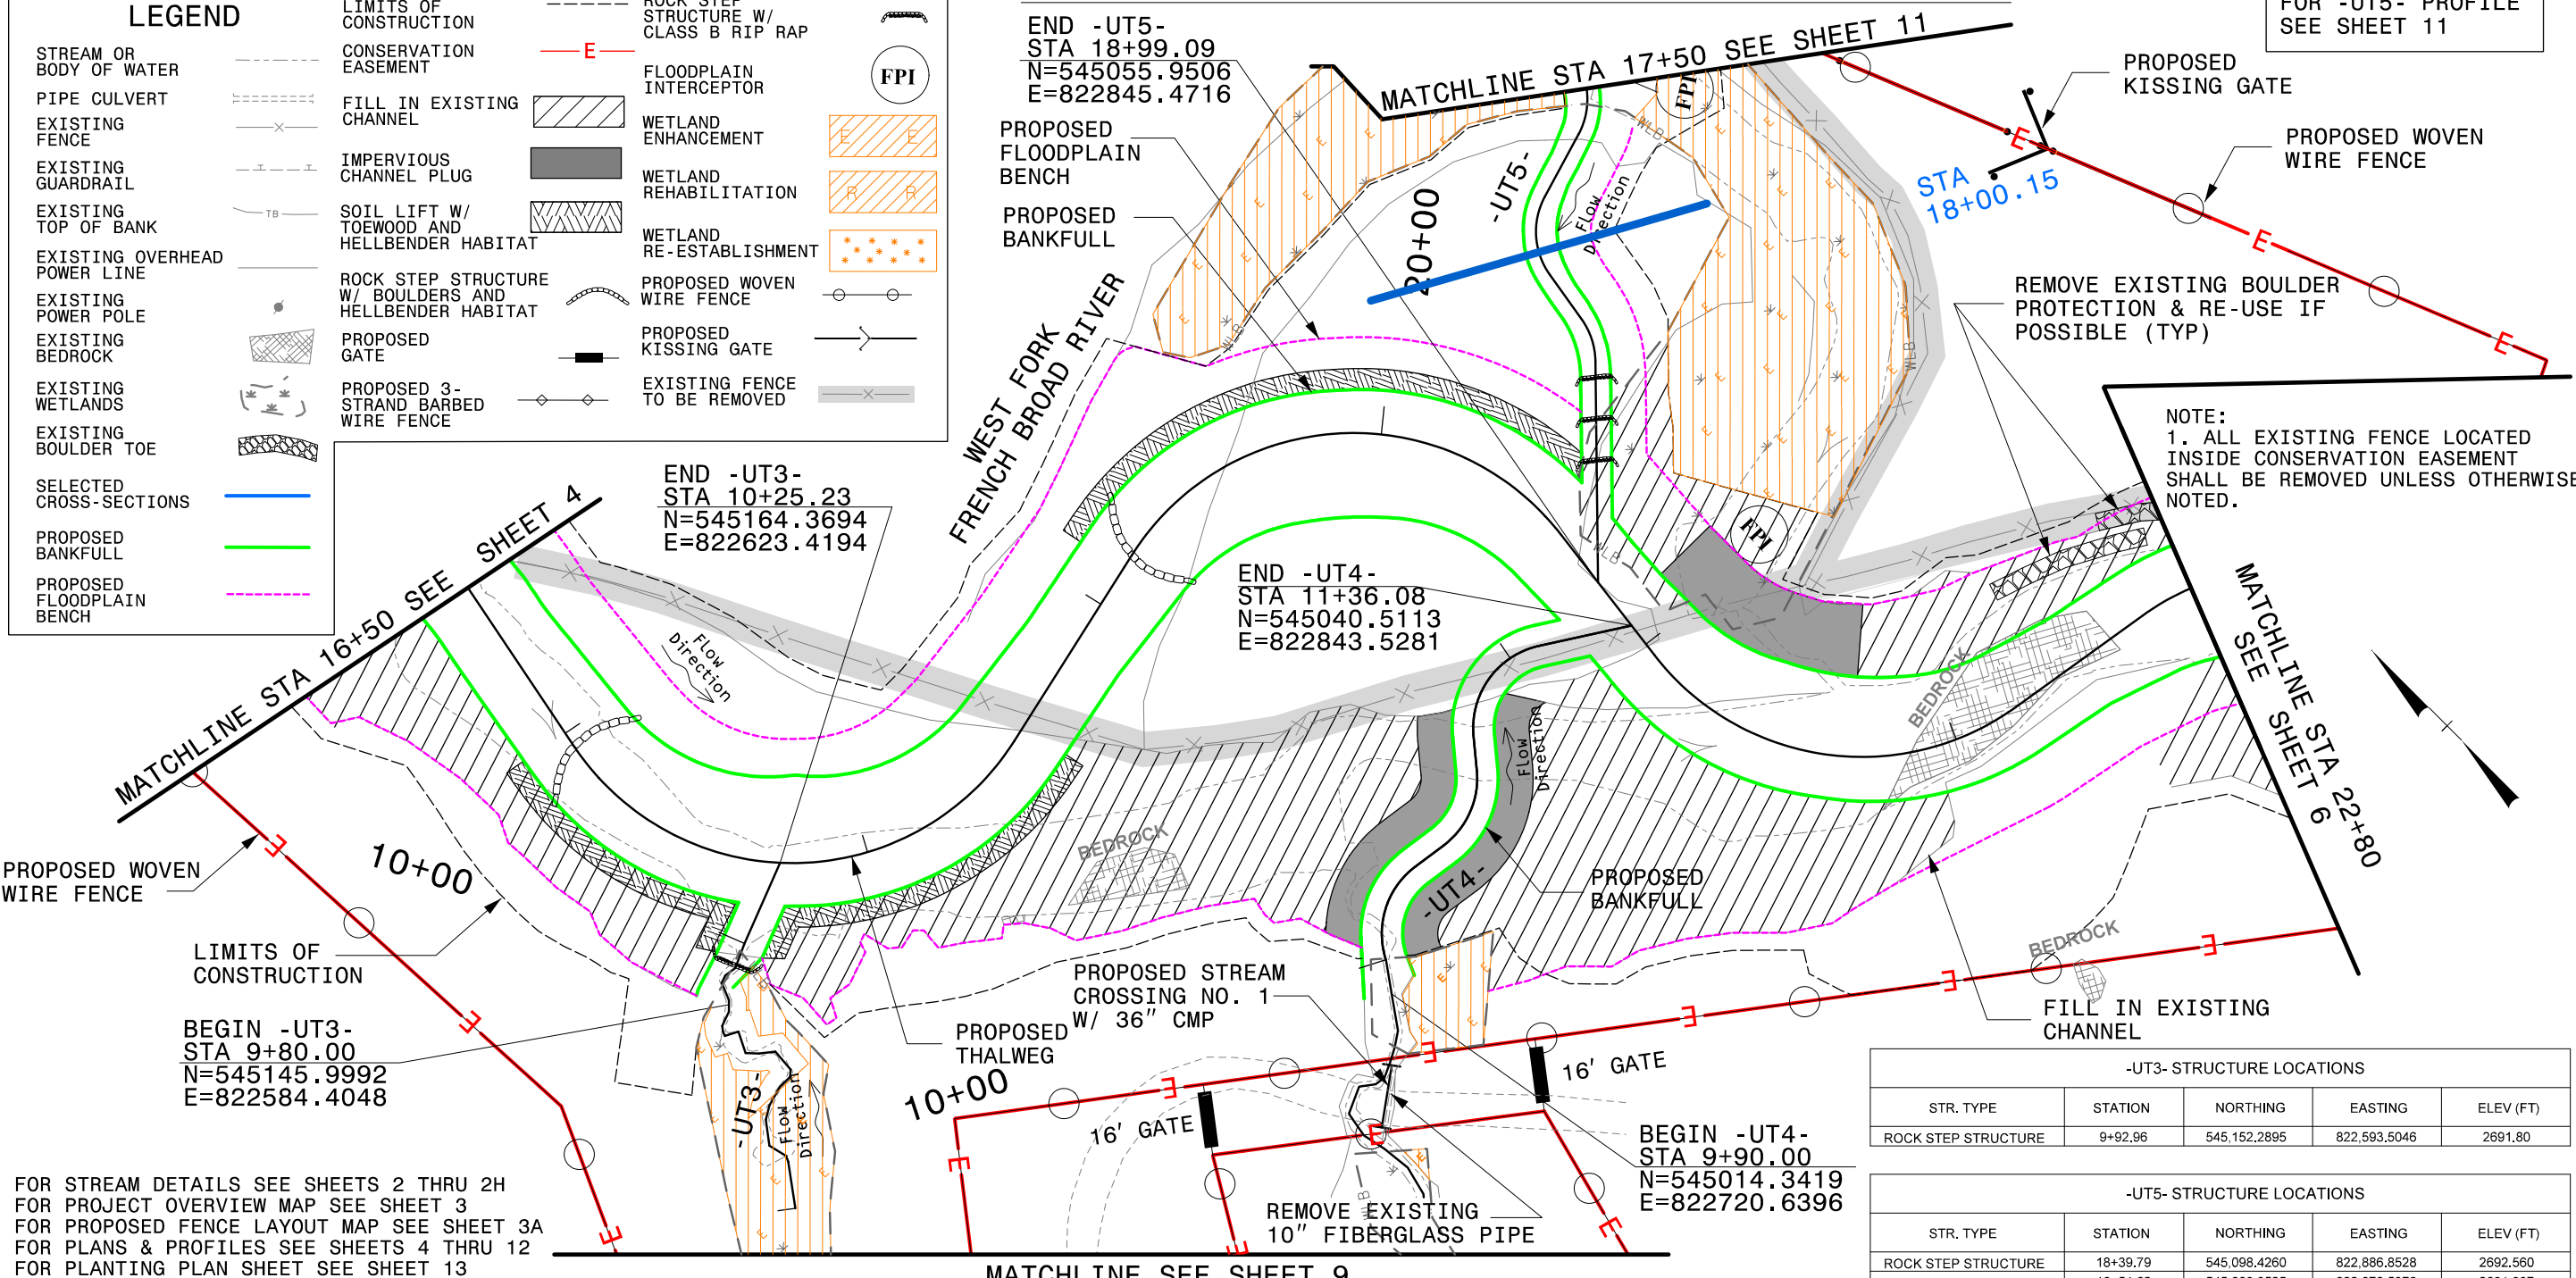 LEGEND
STREAM OR
BODY OF WATER
PIPE CULVERT
EXISTING
FENCE
EXISTING
GUARDRAIL
EXISTING
TOP OF BANK
TB
EXISTING OVERHEAD
POWER LINE
EXISTING
POWER POLE
EXISTING
BEDROCK
EXISTING
WETLANDS
EXISTING
BOULDER TOE
SELECTED
CROSS-SECTIONS
PROPOSED
BANKFULL
PROPOSED
FLOODPLAIN
BENCH
LIMITS OF
CONSTRUCTION
CONSERVATION
EASEMENT
E
FILL IN EXISTING
CHANNEL
IMPERVIOUS
CHANNEL PLUG
SOIL LIFT W/
TOEWOOD AND
HELLBENDER HABITAT
ROCK STEP STRUCTURE
W/ BOULDERS AND
HELLBENDER HABITAT
PROPOSED
GATE
PROPOSED 3-
STRAND BARBED
WIRE FENCE
ROCK STEP
STRUCTURE W/
CLASS B RIP RAP
FLOODPLAIN
INTERCEPTOR
FPI
WETLAND
ENHANCEMENT
E E
WETLAND
REHABILITATION
R R
WETLAND
RE-ESTABLISHMENT
PROPOSED WOVEN
WIRE FENCE
PROPOSED
KISSING GATE
EXISTING FENCE
TO BE REMOVED
END -UT5-
STA 18+99.09
N=545055.9506
E=822845.4716
PROPOSED
FLOODPLAIN
BENCH
PROPOSED
BANKFULL
MATCHLINE STA 17+50 SEE SHEET 11
FPI
WLB
-UT5-
Flow
Direction
20+00
STA
18+00.15
FOR -UT5- PROFILE
SEE SHEET 11
PROPOSED
KISSING GATE
PROPOSED WOVEN
WIRE FENCE
E
E
E
REMOVE EXISTING BOULDER
PROTECTION & RE-USE IF
POSSIBLE (TYP)
NOTE:
1. ALL EXISTING FENCE LOCATED
INSIDE CONSERVATION EASEMENT
SHALL BE REMOVED UNLESS OTHERWISE
NOTED.
WLB
WLB
WEST FORK
FRENCH BROAD RIVER
END -UT3-
STA 10+25.23
N=545164.3694
E=822623.4194
MATCHLINE STA 16+50 SEE SHEET 4
Flow
Direction
END -UT4-
STA 11+36.08
N=545040.5113
E=822843.5281
WLB
FPI
BEDROCK
MATCHLINE STA 22+80
SEE SHEET 6
Flow
Direction
BEDROCK
-UT4-
PROPOSED
BANKFULL
PROPOSED WOVEN
WIRE FENCE
E
10+00
LIMITS OF
CONSTRUCTION
E
BEGIN -UT3-
STA 9+80.00
N=545145.9992
E=822584.4048
-UT3-
Flow
Direction
PROPOSED
THALWEG
PROPOSED STREAM
CROSSING NO. 1
W/ 36" CMP
10+00
16' GATE
16' GATE
E
E
E
E
E
BEDROCK
FILL IN EXISTING
CHANNEL
BEGIN -UT4-
STA 9+90.00
N=545014.3419
E=822720.6396
REMOVE EXISTING
10" FIBERGLASS PIPE
E
E
E
E
E
MATCHLINE SEE SHEET 9
FOR STREAM DETAILS SEE SHEETS 2 THRU 2H
FOR PROJECT OVERVIEW MAP SEE SHEET 3
FOR PROPOSED FENCE LAYOUT MAP SEE SHEET 3A
FOR PLANS & PROFILES SEE SHEETS 4 THRU 12
FOR PLANTING PLAN SHEET SEE SHEET 13
-UT3- STRUCTURE LOCATIONS
STR. TYPE STATION NORTHING EASTING ELEV (FT)
ROCK STEP STRUCTURE 9+92.96 545,152.2895 822,593.5046 2691.80
-UT5- STRUCTURE LOCATIONS
STR. TYPE STATION NORTHING EASTING ELEV (FT)
ROCK STEP STRUCTURE 18+39.79 545,098.4260 822,886.8528 2692.560